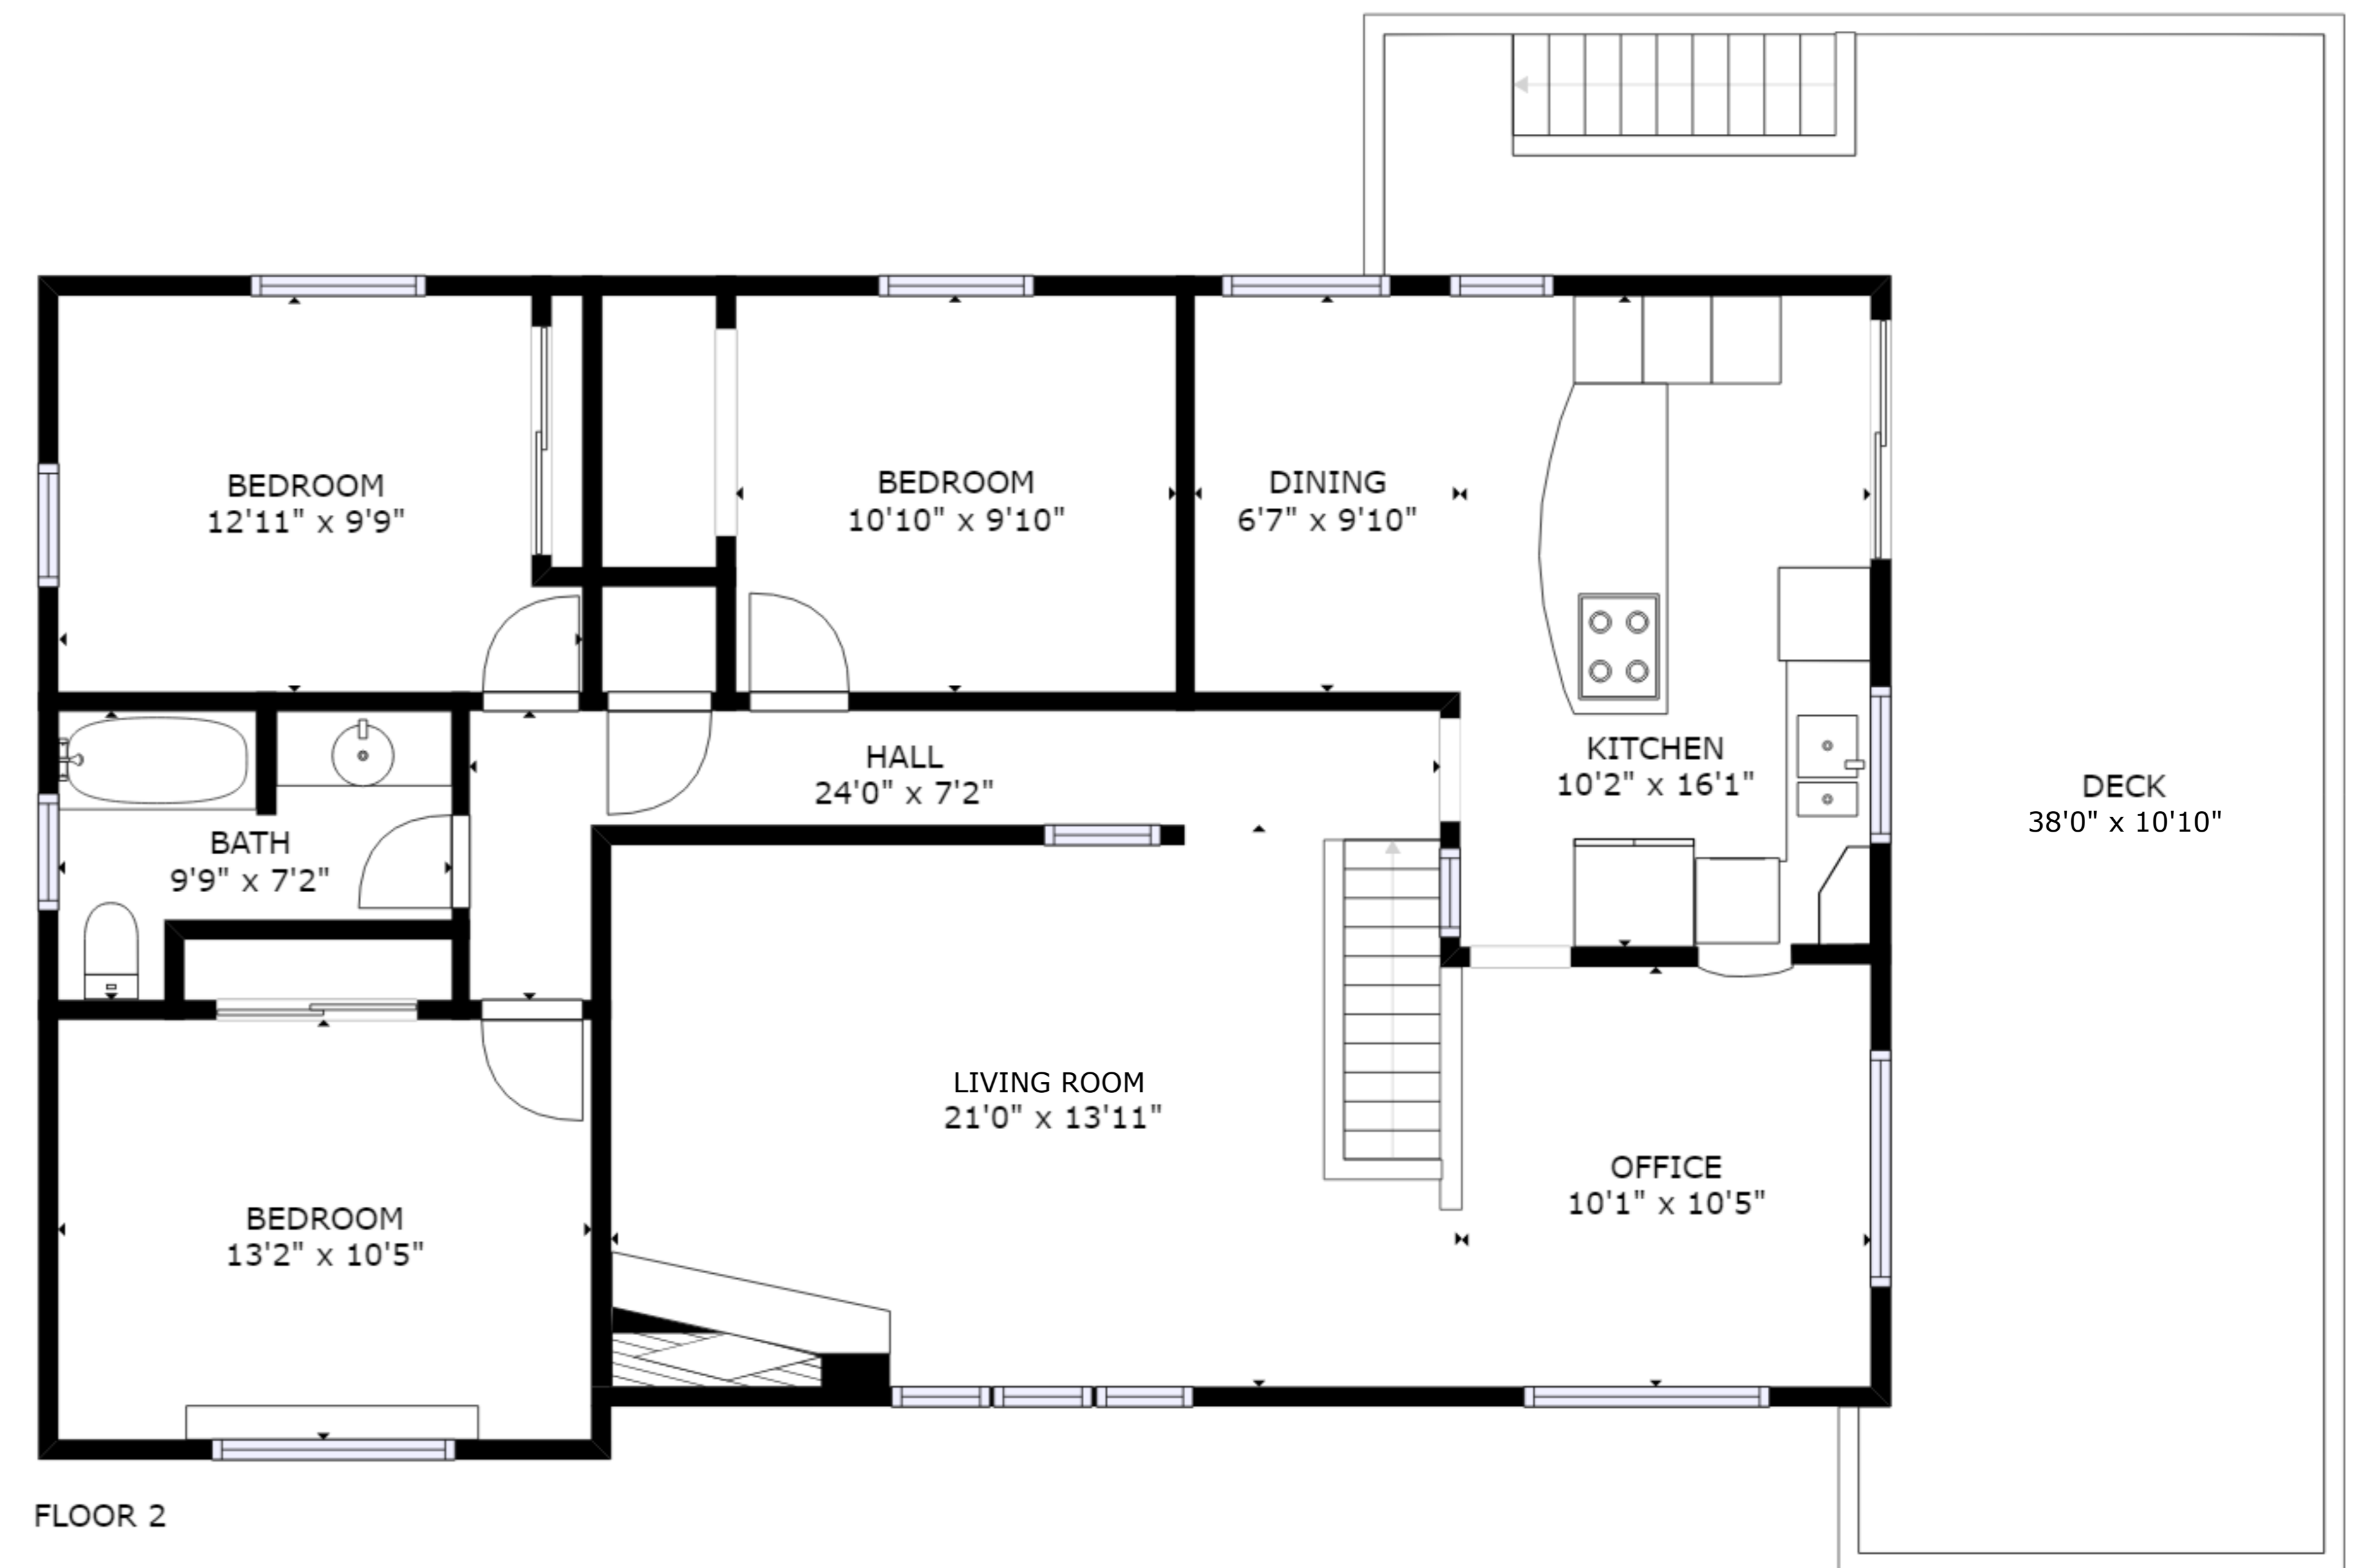 BEDROOM
12'11" x 9'9"
BEDROOM
10'10" x 9'10"
DINING
6'7" x 9'10"
HALL
24'0" x 7'2"
KITCHEN
10'2" x 16'1"
DECK
38'0" x 10'10"
BATH
9'9" x 7'2"
LIVING ROOM
21'0" x 13'11"
OFFICE
10'1" x 10'5"
BEDROOM
13'2" x 10'5"
FLOOR 2